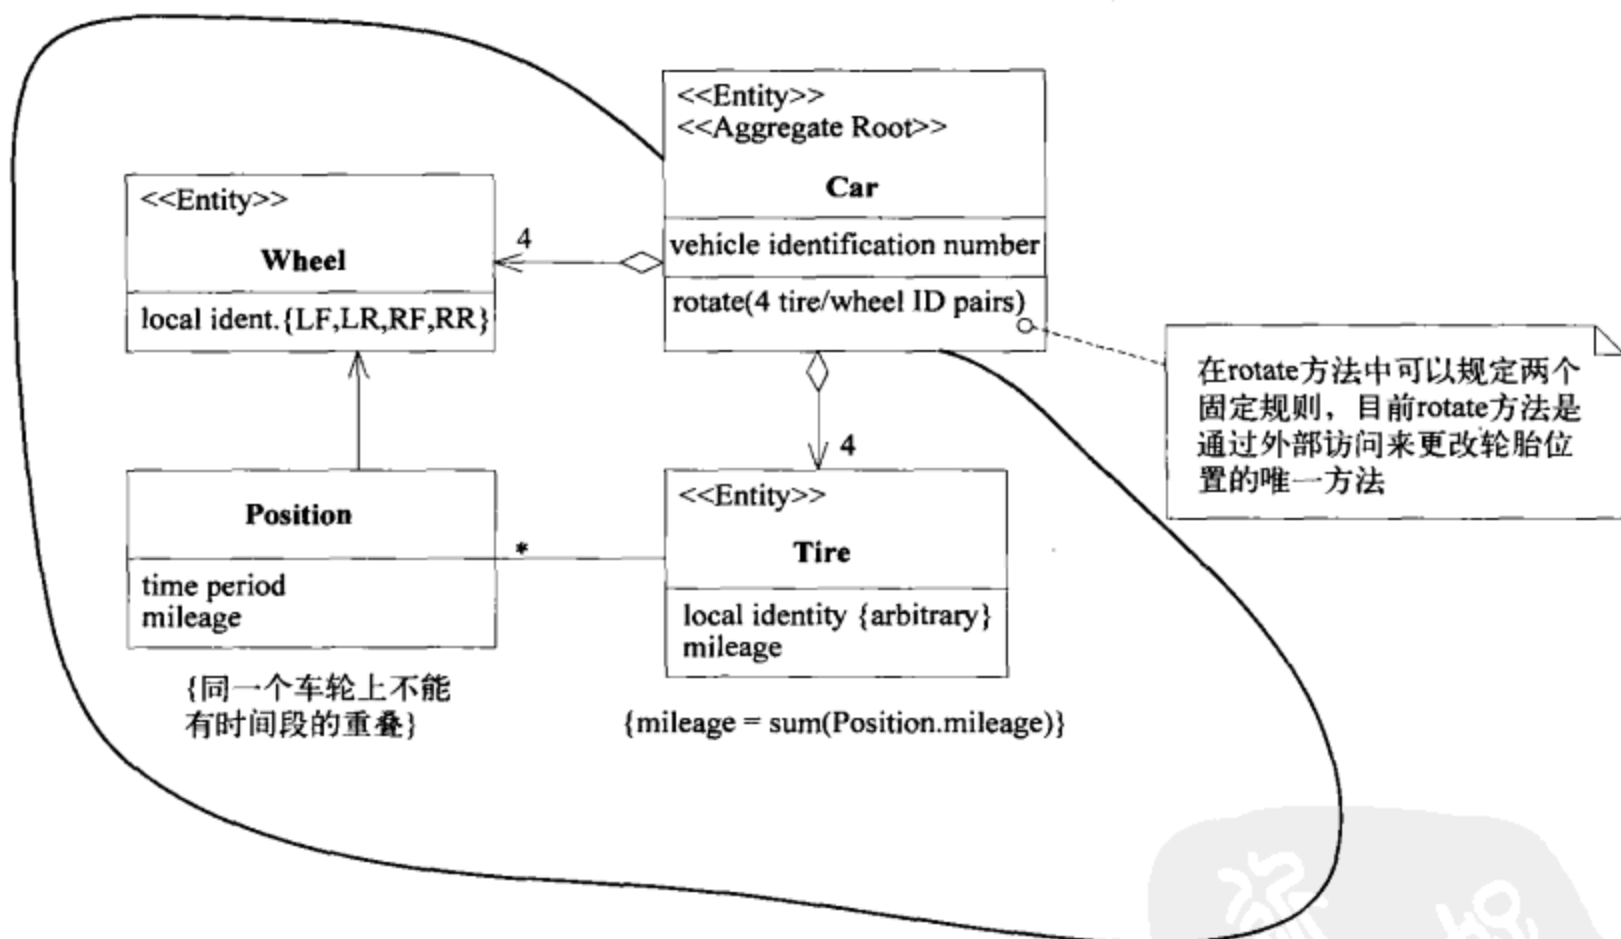 <<Entity>>
<<Aggregate Root>>
Car
vehicle identification number
rotate(4 tire/wheel ID pairs)
<<Entity>>
Wheel
local ident.{LF,LR,RF,RR}
4
4
在rotate方法中可以规定两个
固定规则，目前rotate方法是
通过外部访问来更改轮胎位
置的唯一方法
Position
time period
mileage
*
<<Entity>>
Tire
local identity {arbitrary}
mileage
{同一个车轮上不能
有时间段的重叠}
{mileage = sum(Position.mileage)}